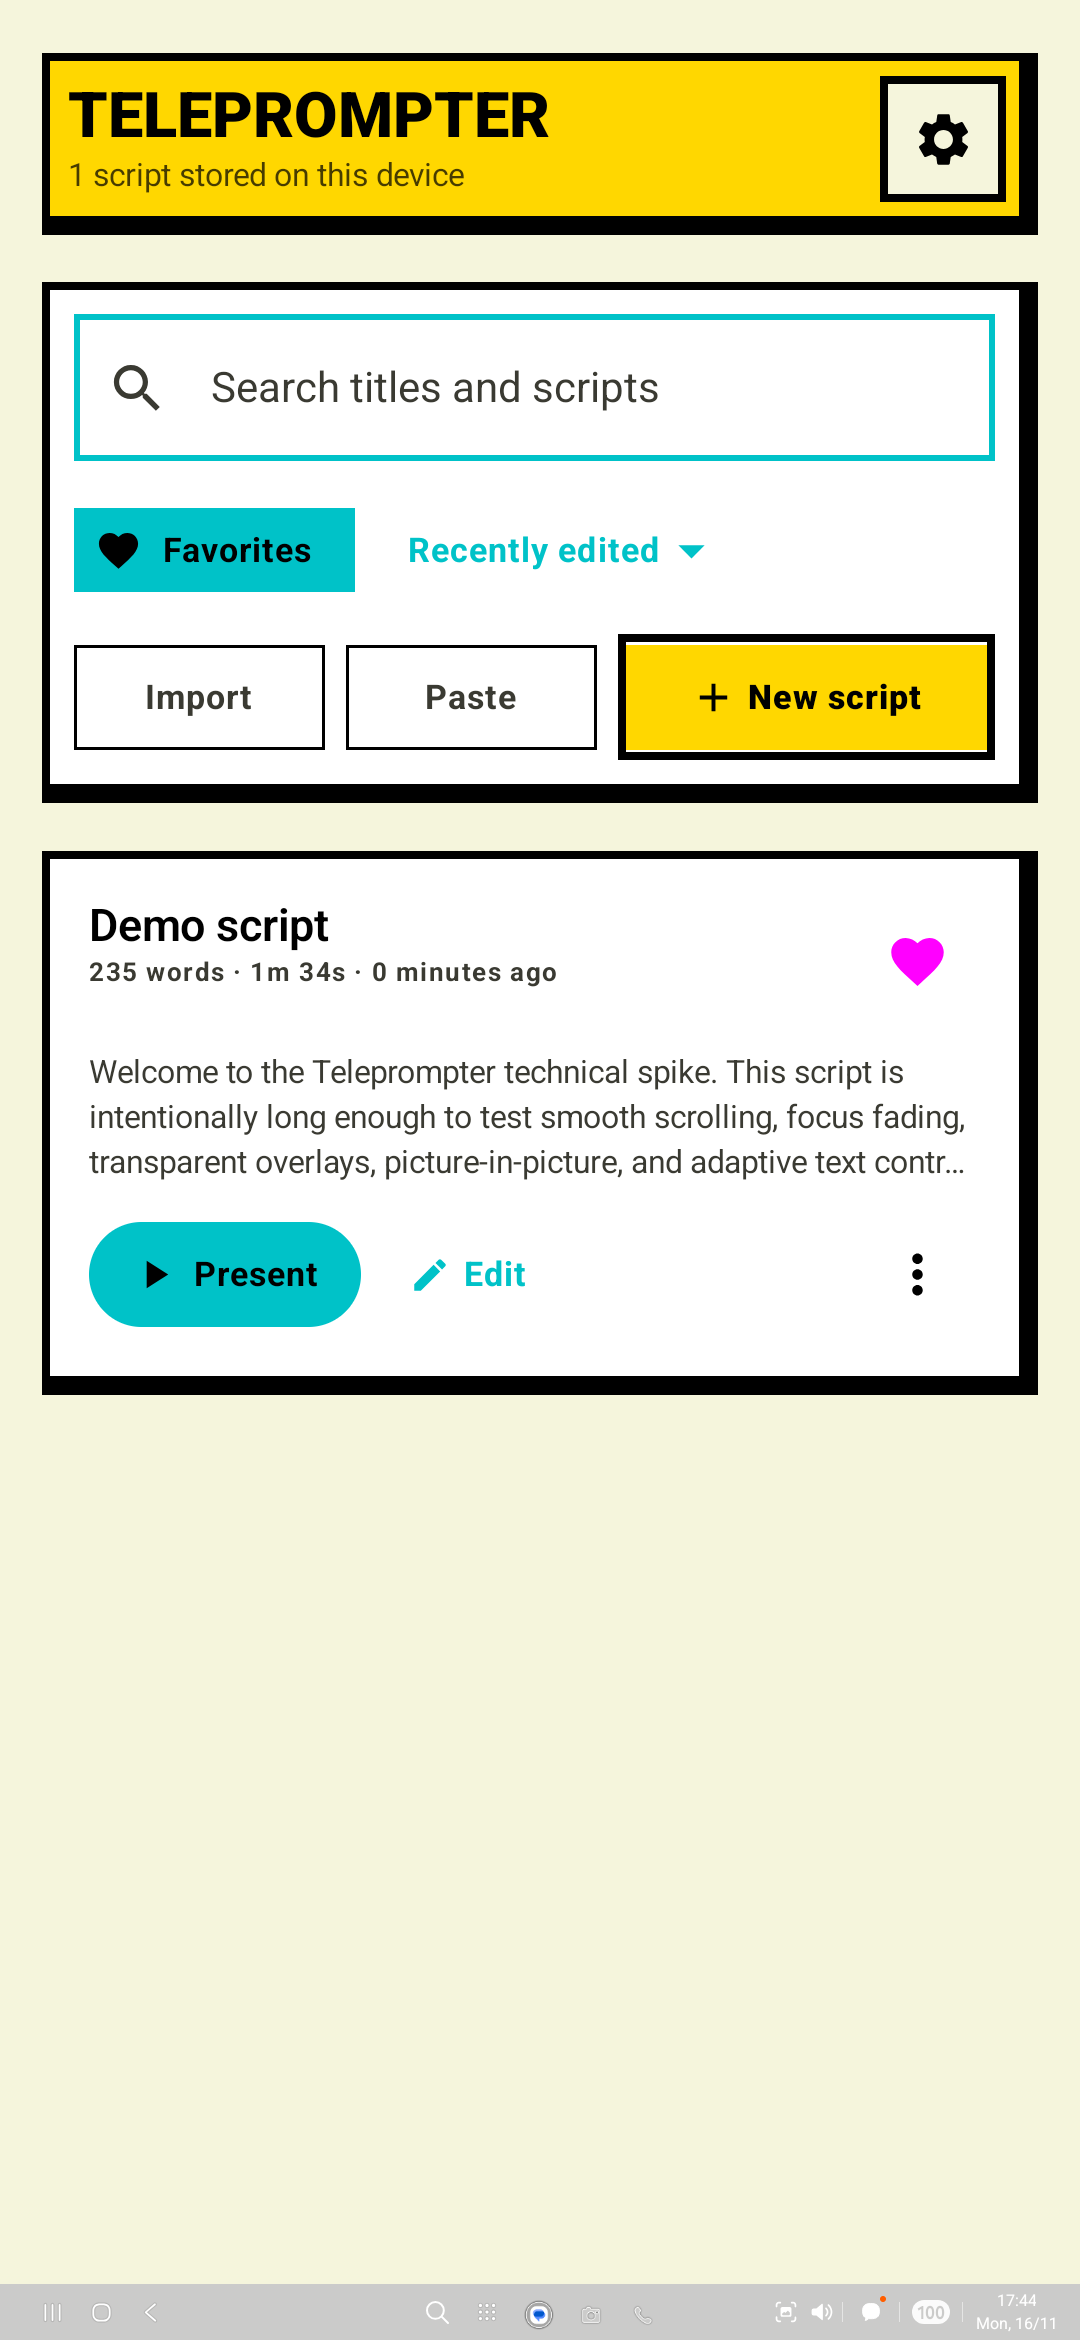 TELEPROMPTER
1 script stored on this device
Search titles and scripts
Favorites
Recently edited
Import
Paste
New script
Demo script
235 words · 1m 34s · 0 minutes ago
Welcome to the Teleprompter technical spike. This script is
intentionally long enough to test smooth scrolling, focus fading,
transparent overlays, picture-in-picture, and adaptive text contr...
Present
Edit
100
17:44
Mon, 16/11